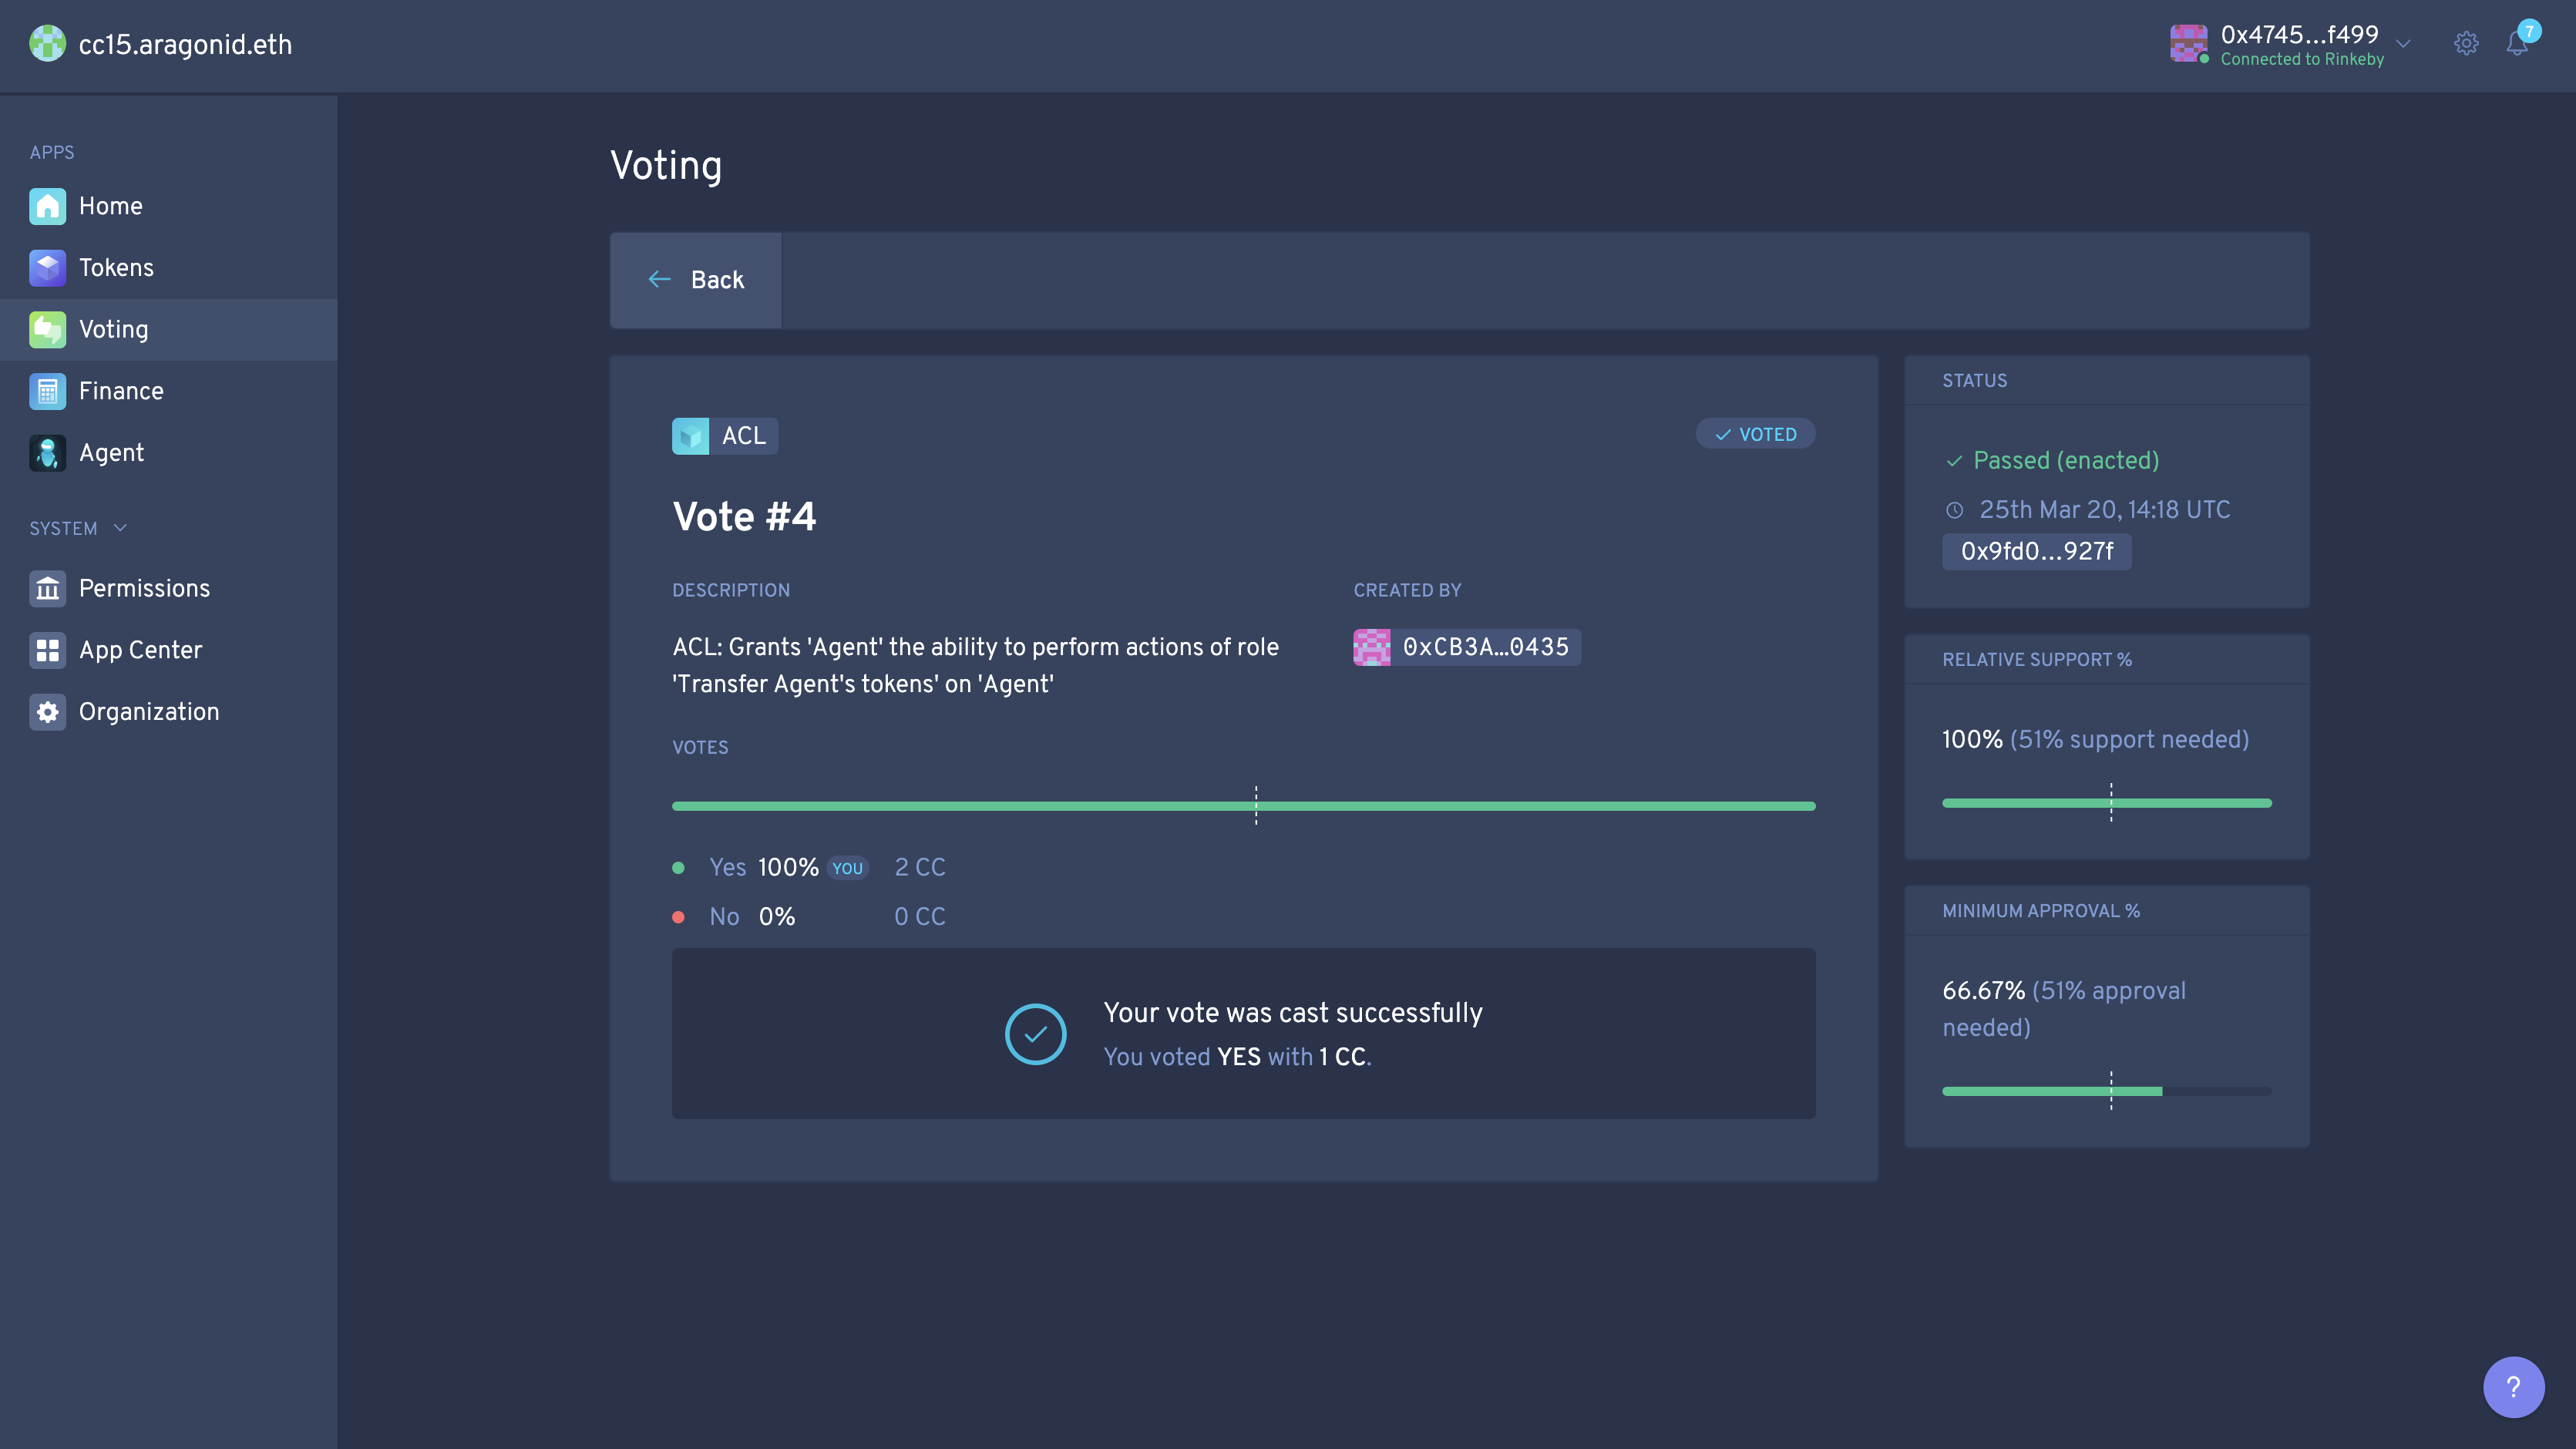 cc15.aragonid.eth
0x4745...f499
Connected to Rinkeby
7
APPS
Home
Tokens
Voting
Finance
Agent
SYSTEM
Permissions
App Center
Organization
Voting
Back
ACL
VOTED
Vote #4
DESCRIPTION
ACL: Grants 'Agent' the ability to perform actions of role
'Transfer Agent's tokens' on 'Agent'
CREATED BY
0xCB3A…0435
VOTES
Yes 100% YOU 2 CC
No 0% 0 CC
Your vote was cast successfully
You voted YES with 1 CC.
STATUS
Passed (enacted)
25th Mar 20, 14:18 UTC
0x9fd0...927f
RELATIVE SUPPORT %
100% (51% support needed)
MINIMUM APPROVAL %
66.67% (51% approval
needed)
?